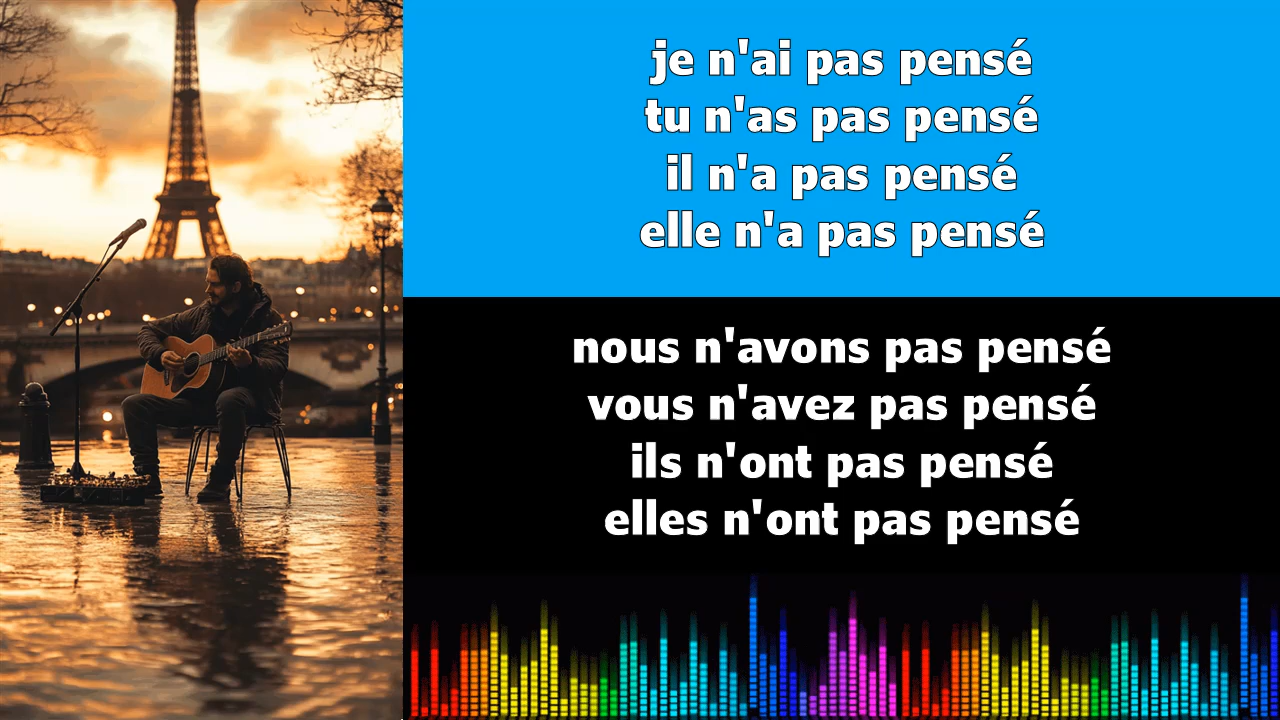 je n'ai pas pensé
tu n'as pas pensé
il n'a pas pensé
elle n'a pas pensé
nous n'avons pas pensé
vous n'avez pas pensé
ils n'ont pas pensé
elles n'ont pas pensé